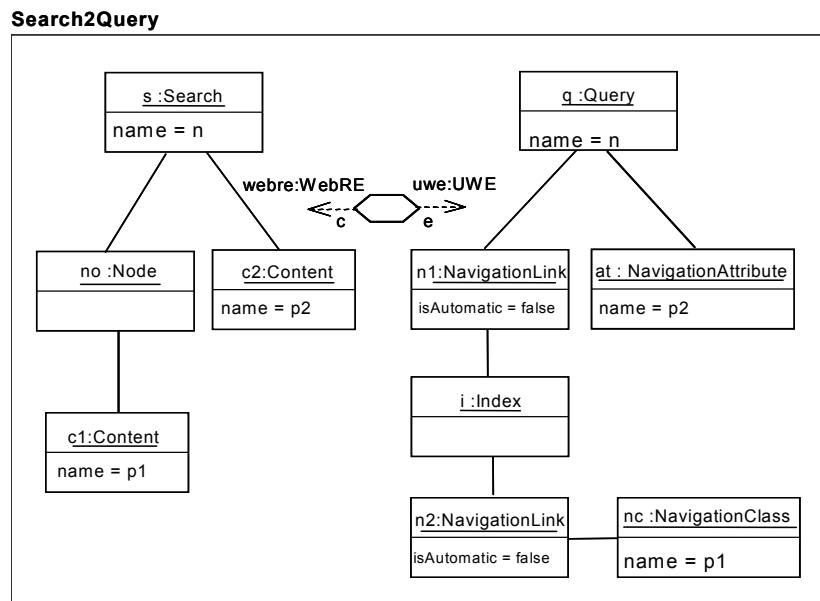 Search2Query
s :Search
name = n
q :Query
name = n
webre:WebRE
uwe:UWE
c
e
no :Node
c2:Content
name = p2
n1:NavigationLink
isAutomatic = false
at : NavigationAttribute
name = p2
i :Index
c1:Content
name = p1
n2:NavigationLink
isAutomatic = false
nc :NavigationClass
name = p1